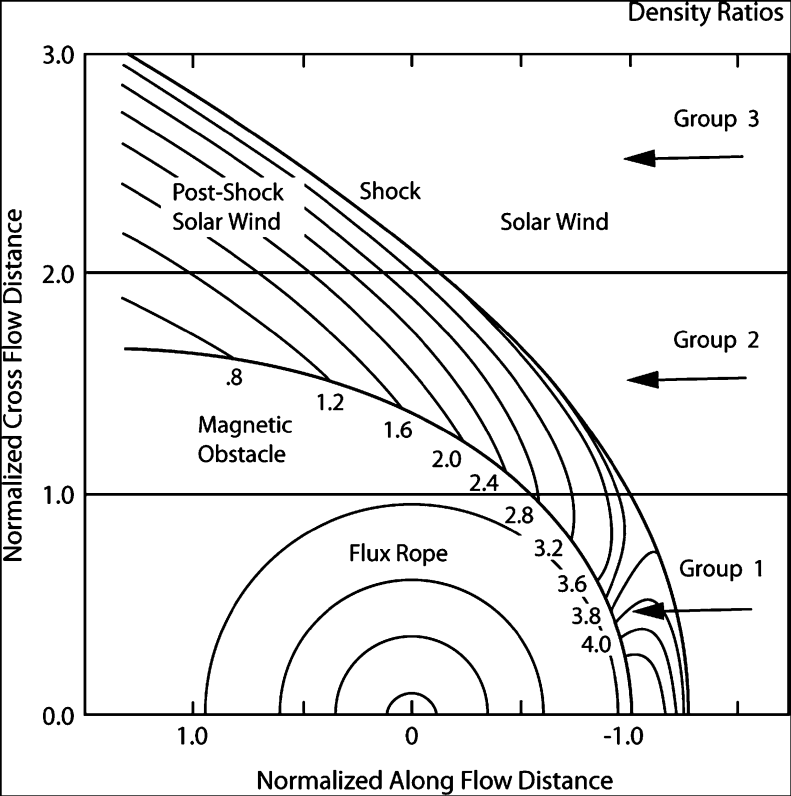 Density Ratios
3.0
Group 3
Post-Shock
Solar Wind
Shock
Solar Wind
2.0
Group 2
.8
1.2
1.6
2.0
2.4
2.8
3.2
3.6
3.8
4.0
Magnetic
Obstacle
1.0
Flux Rope
Group 1
0.0
1.0
0
-1.0
Normalized Cross Flow Distance
Normalized Along Flow Distance